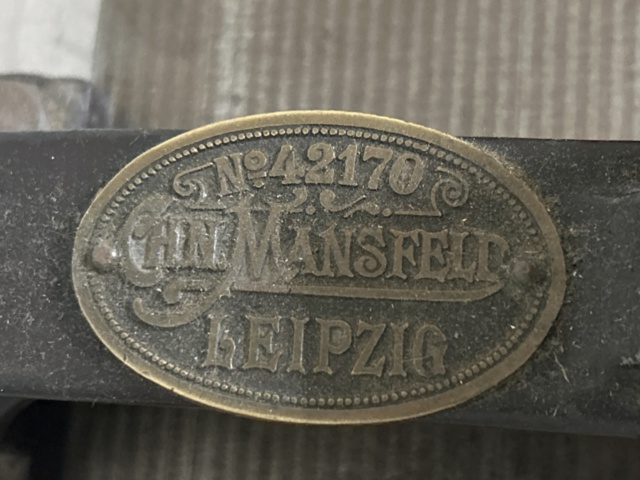 No 42170
CHN. MANSFELD
LEIPZIG